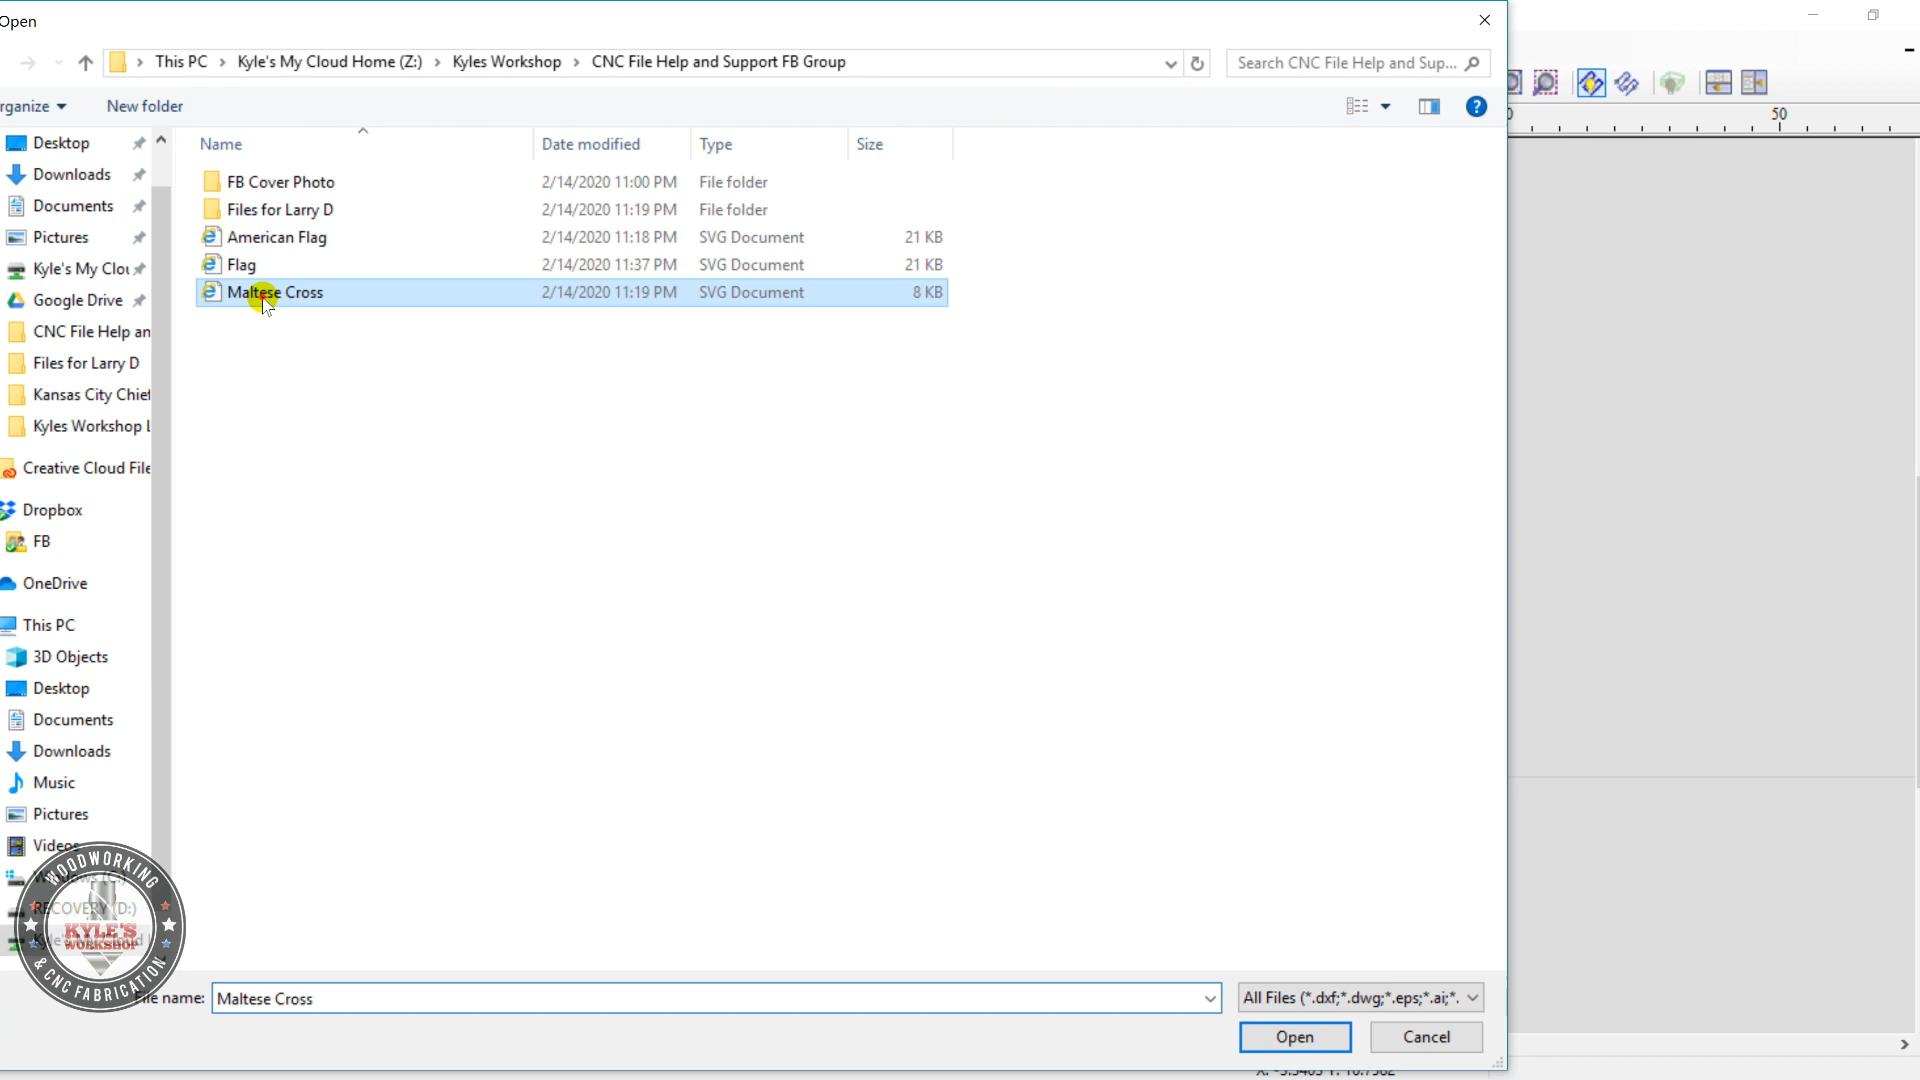 Open
This PC > Kyle's My Cloud Home (Z:) > Kyles Workshop > CNC File Help and Support FB Group
Search CNC File Help and Sup...
rganize
New folder
50
Name
Date modified
Type
Size
FB Cover Photo 2/14/2020 11:00 PM File folder
Files for Larry D 2/14/2020 11:19 PM File folder
American Flag 2/14/2020 11:18 PM SVG Document 21 KB
Flag 2/14/2020 11:37 PM SVG Document 21 KB
Maltese Cross 2/14/2020 11:19 PM SVG Document 8 KB
Desktop
Downloads
Documents
Pictures
Kyle's My Clou
Google Drive
CNC File Help an
Files for Larry D
Kansas City Chief
Kyles Workshop L
Creative Cloud File
Dropbox
FB
OneDrive
This PC
3D Objects
Desktop
Documents
Downloads
Music
Pictures
Videos
Windows (C:)
RECOVERY (D:)
WOODWORKING
KYLE'S
WORKSHOP
& CNC FABRICATION
File name:
Maltese Cross
All Files (*.dxf;*.dwg;*.eps;*.ai;*.
Open
Cancel